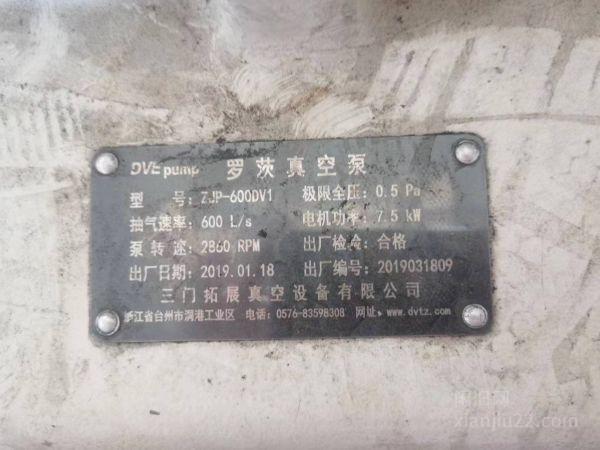 DVE pump 罗茨真空泵
型 号: ZJP-600DV1 极限全压: 0.5 Pa
抽气速率: 600 L/s 电机功率: 7.5 kW
泵 转 速: 2860 RPM 出厂检验: 合格
出厂日期: 2019.01.18 出厂编号: 2019031809
三门拓展真空设备有限公司
浙江省台州市洞港工业区 电话: 0576-83598308 网址: www.dvtz.com
闲旧网
xianjiu22.com